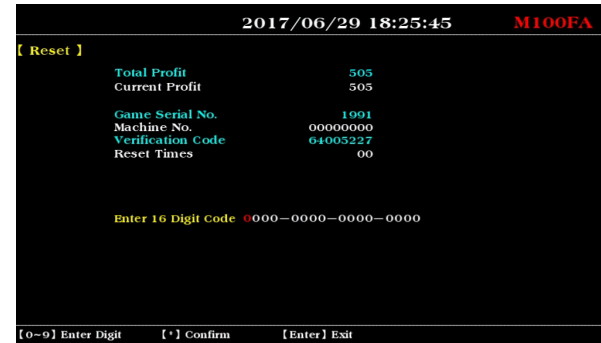 2017/06/29 18:25:45 M100FA
【 Reset 】
Total Profit 505
Current Profit 505
Game Serial No. 1991
Machine No. 00000000
Verification Code 64005227
Reset Times 00
Enter 16 Digit Code 0000-0000-0000-0000
【0~9】Enter Digit 【*】Confirm 【Enter】Exit